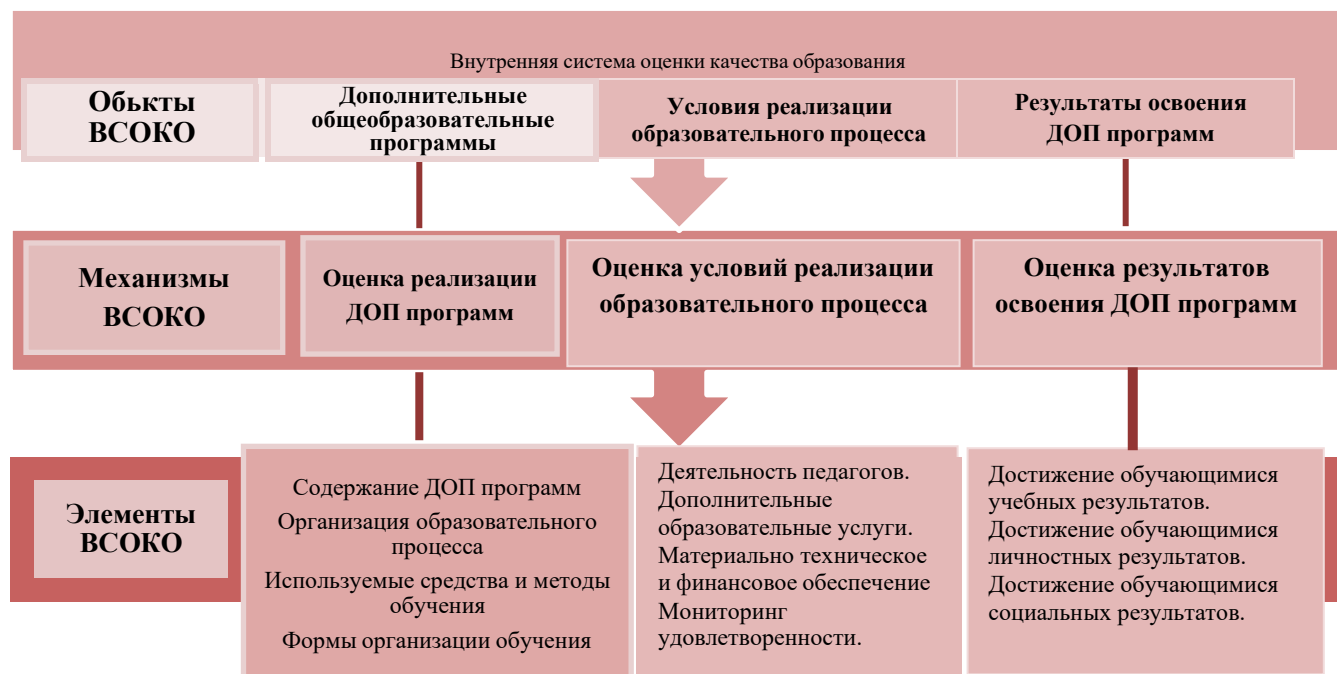 Внутренняя система оценки качества образования
Обькты
ВСОКО
Дополнительные
общеобразовательные
программы
Условия реализации
образовательного процесса
Результаты освоения
ДОП программ
Механизмы
ВСОКО
Оценка реализации
ДОП программ
Оценка условий реализации
образовательного процесса
Оценка результатов
освоения ДОП программ
Элементы
ВСОКО
Содержание ДОП программ
Организация образовательного
процесса
Используемые средства и методы
обучения
Формы организации обучения
Деятельность педагогов.
Дополнительные
образовательные услуги.
Материально техническое
и финансовое обеспечение
Мониторинг
удовлетворенности.
Достижение обучающимися
учебных результатов.
Достижение обучающимися
личностных результатов.
Достижение обучающимися
социальных результатов.